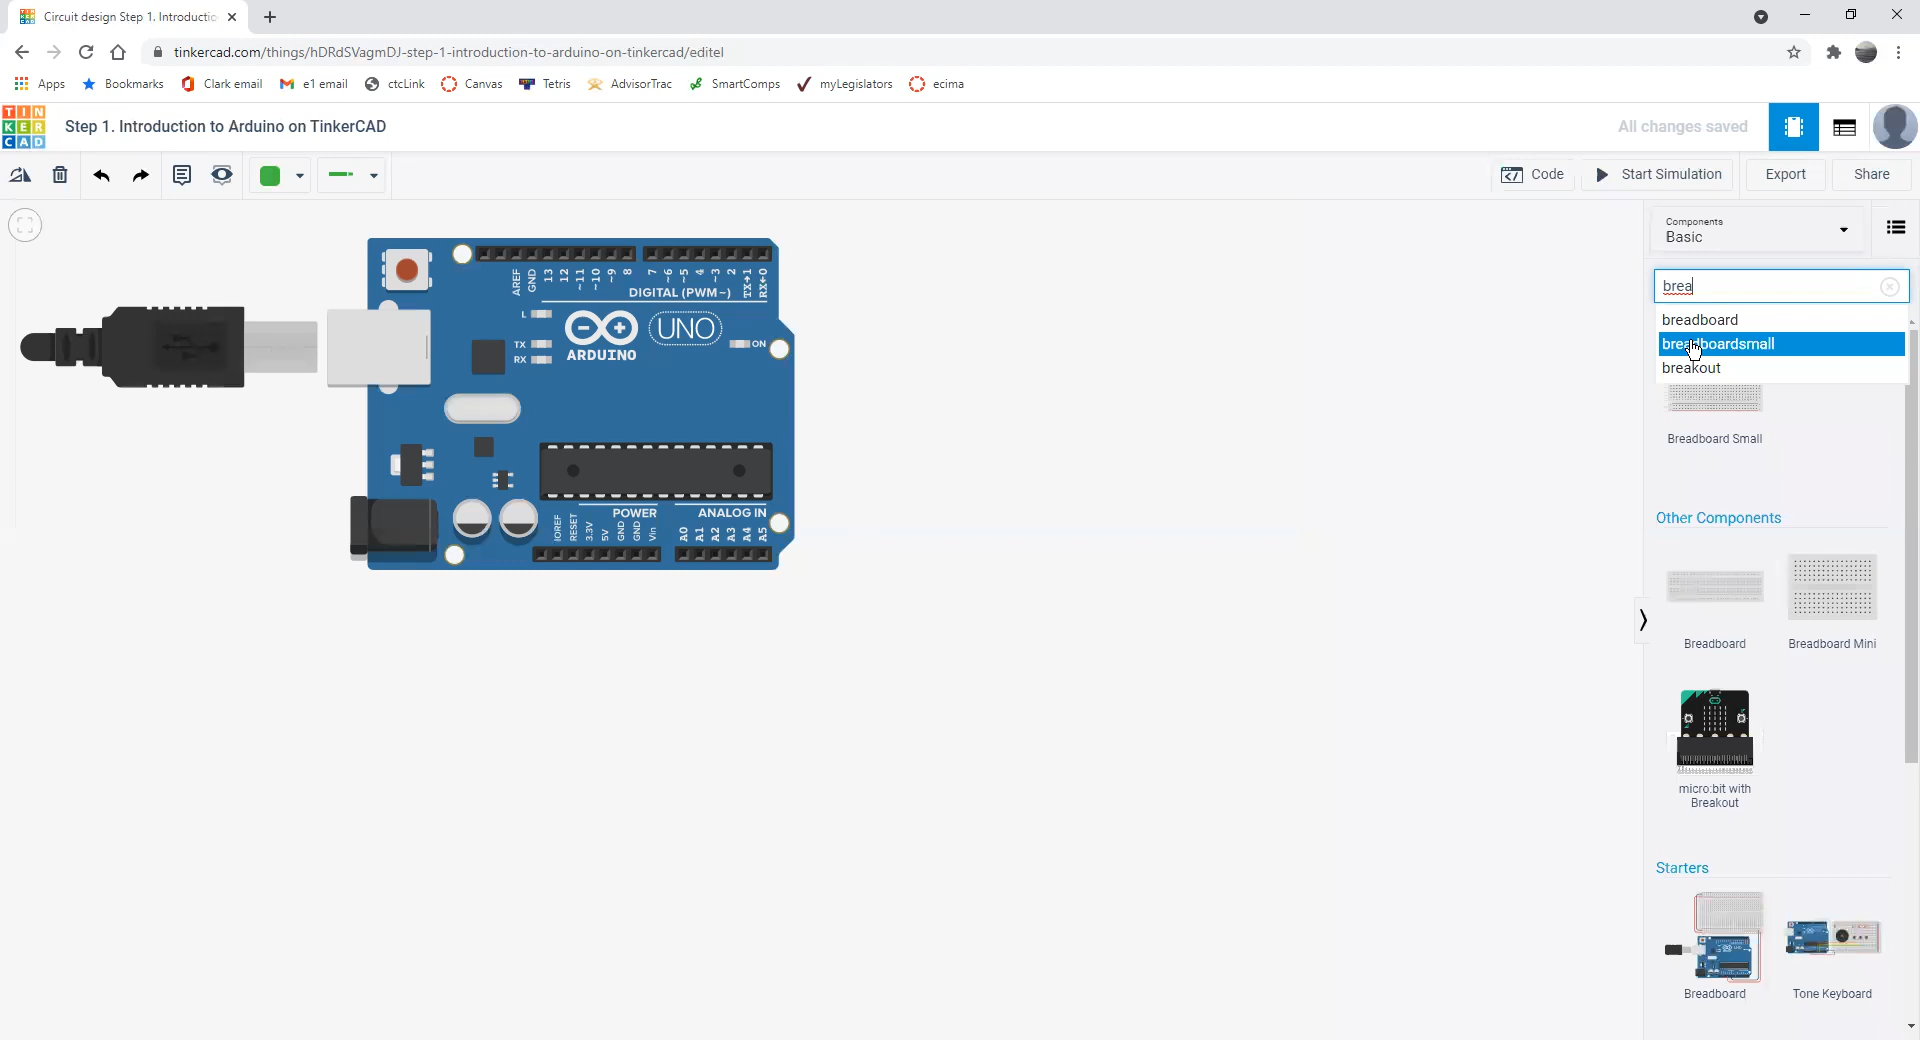 Circuit design Step 1. Introductio
tinkercad.com/things/hDRdSVagmDJ-step-1-introduction-to-arduino-on-tinkercad/editel
Apps Bookmarks Clark email e1 email ctcLink Canvas Tetris AdvisorTrac SmartComps myLegislators ecima
TIN
KER
CAD
Step 1. Introduction to Arduino on TinkerCAD
All changes saved
Code
Start Simulation
Export
Share
Components
Basic
brea
breadboard
breadboardsmall
breakout
Breadboard Small
Other Components
Breadboard
Breadboard Mini
micro:bit with
Breakout
Starters
Breadboard
Tone Keyboard
AREF GND 13 12 ~11 ~10 ~9 8 7 ~6 ~5 4 ~3 2 TX→1 RX←0
DIGITAL (PWM~)
L
TX
RX
UNO
ON
ARDUINO
POWER
ANALOG IN
IOREF RESET 3.3V 5V GND GND Vin A0 A1 A2 A3 A4 A5